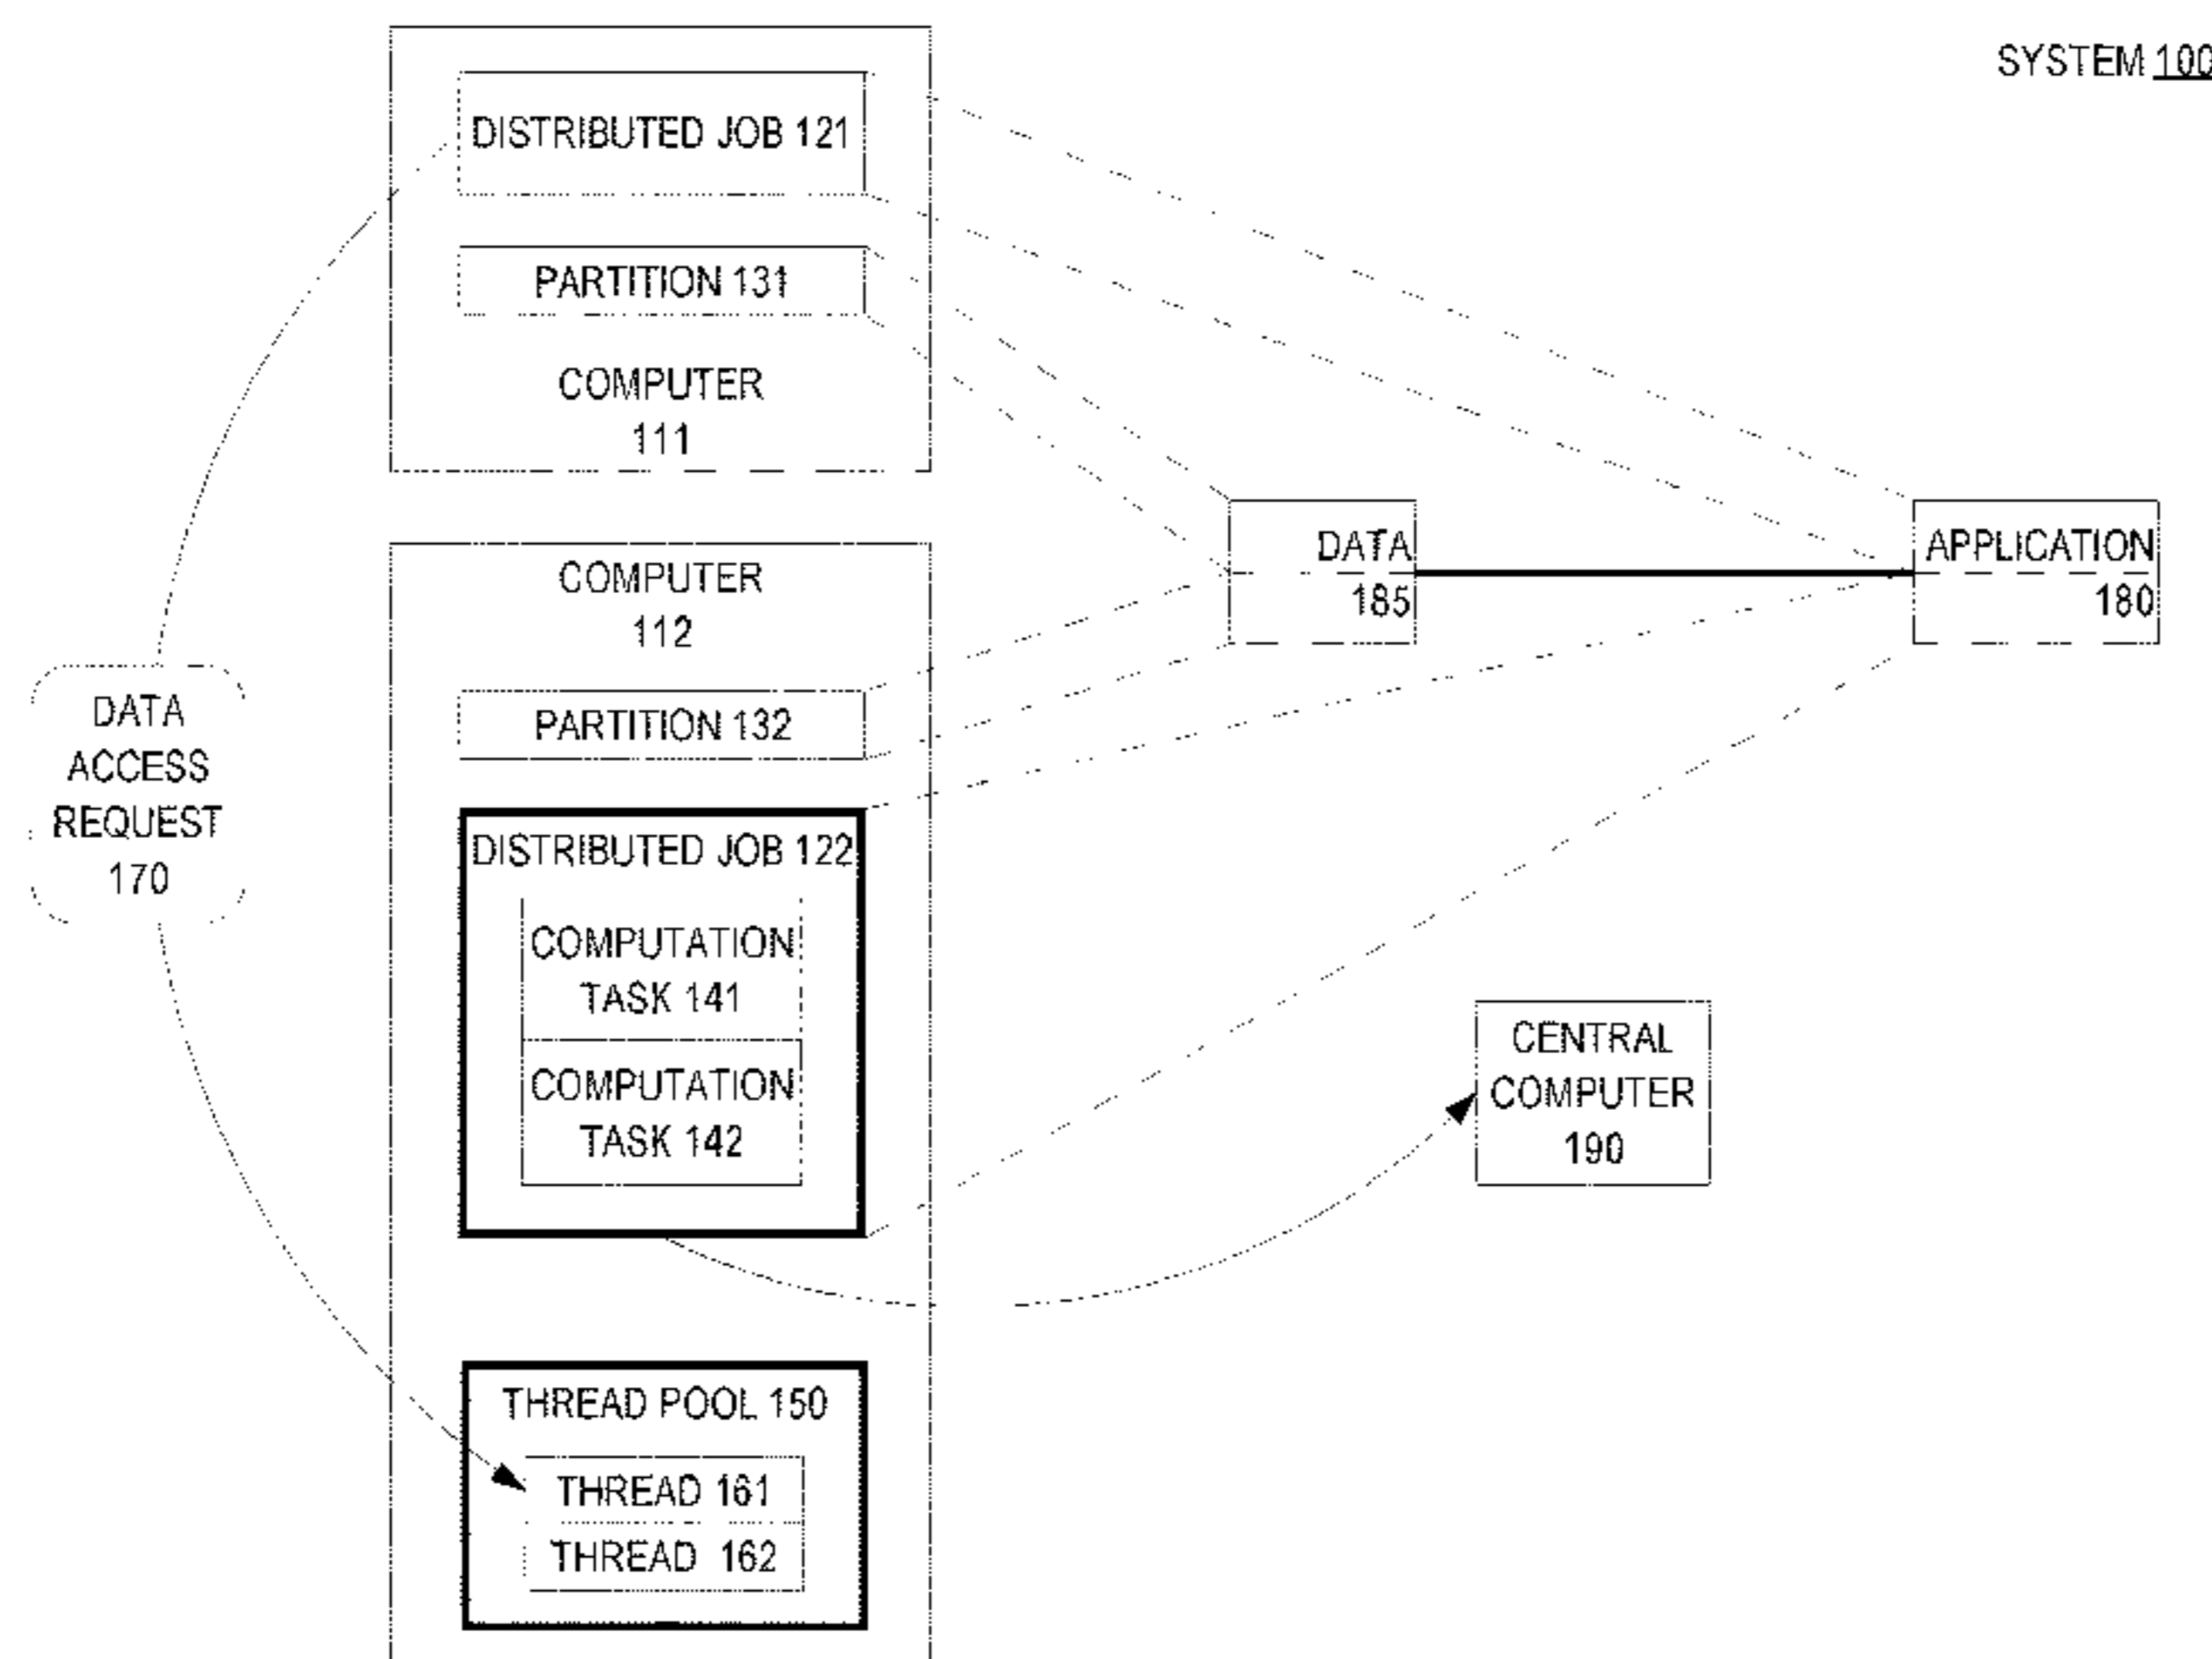 SYSTEM 100
DISTRIBUTED JOB 121
PARTITION 131
COMPUTER
111
DATA
185
APPLICATION
180
COMPUTER
112
PARTITION 132
DATA
ACCESS
REQUEST
170
DISTRIBUTED JOB 122
COMPUTATION
TASK 141
COMPUTATION
TASK 142
CENTRAL
COMPUTER
190
THREAD POOL 150
THREAD 161
THREAD 162